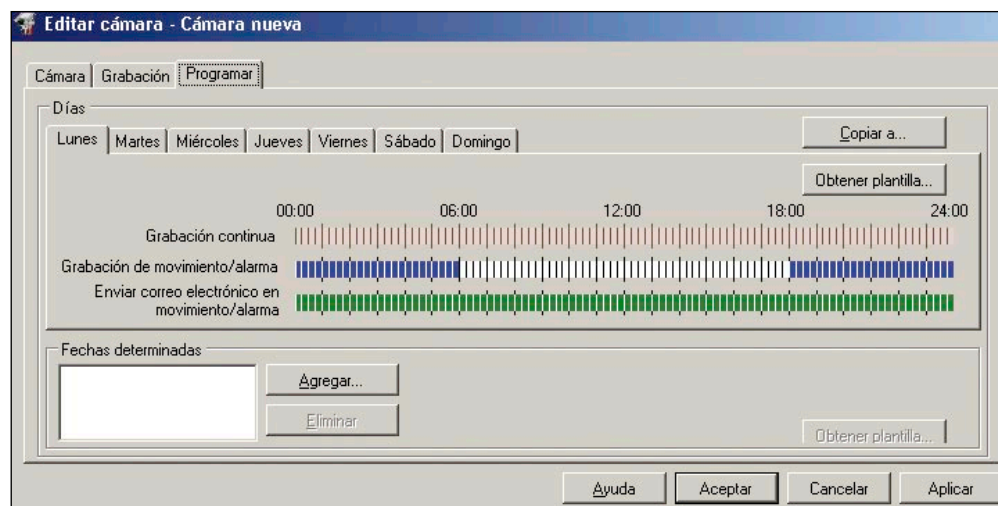 Editar cámara - Cámara nueva
Cámara Grabación Programar
Días
Lunes Martes Miércoles Jueves Viernes Sábado Domingo
Copiar a...
Obtener plantilla...
00:00 06:00 12:00 18:00 24:00
Grabación continua
Grabación de movimiento/alarma
Enviar correo electrónico en
movimiento/alarma
Fechas determinadas
Agregar...
Eliminar
Obtener plantilla...
Ayuda Aceptar Cancelar Aplicar